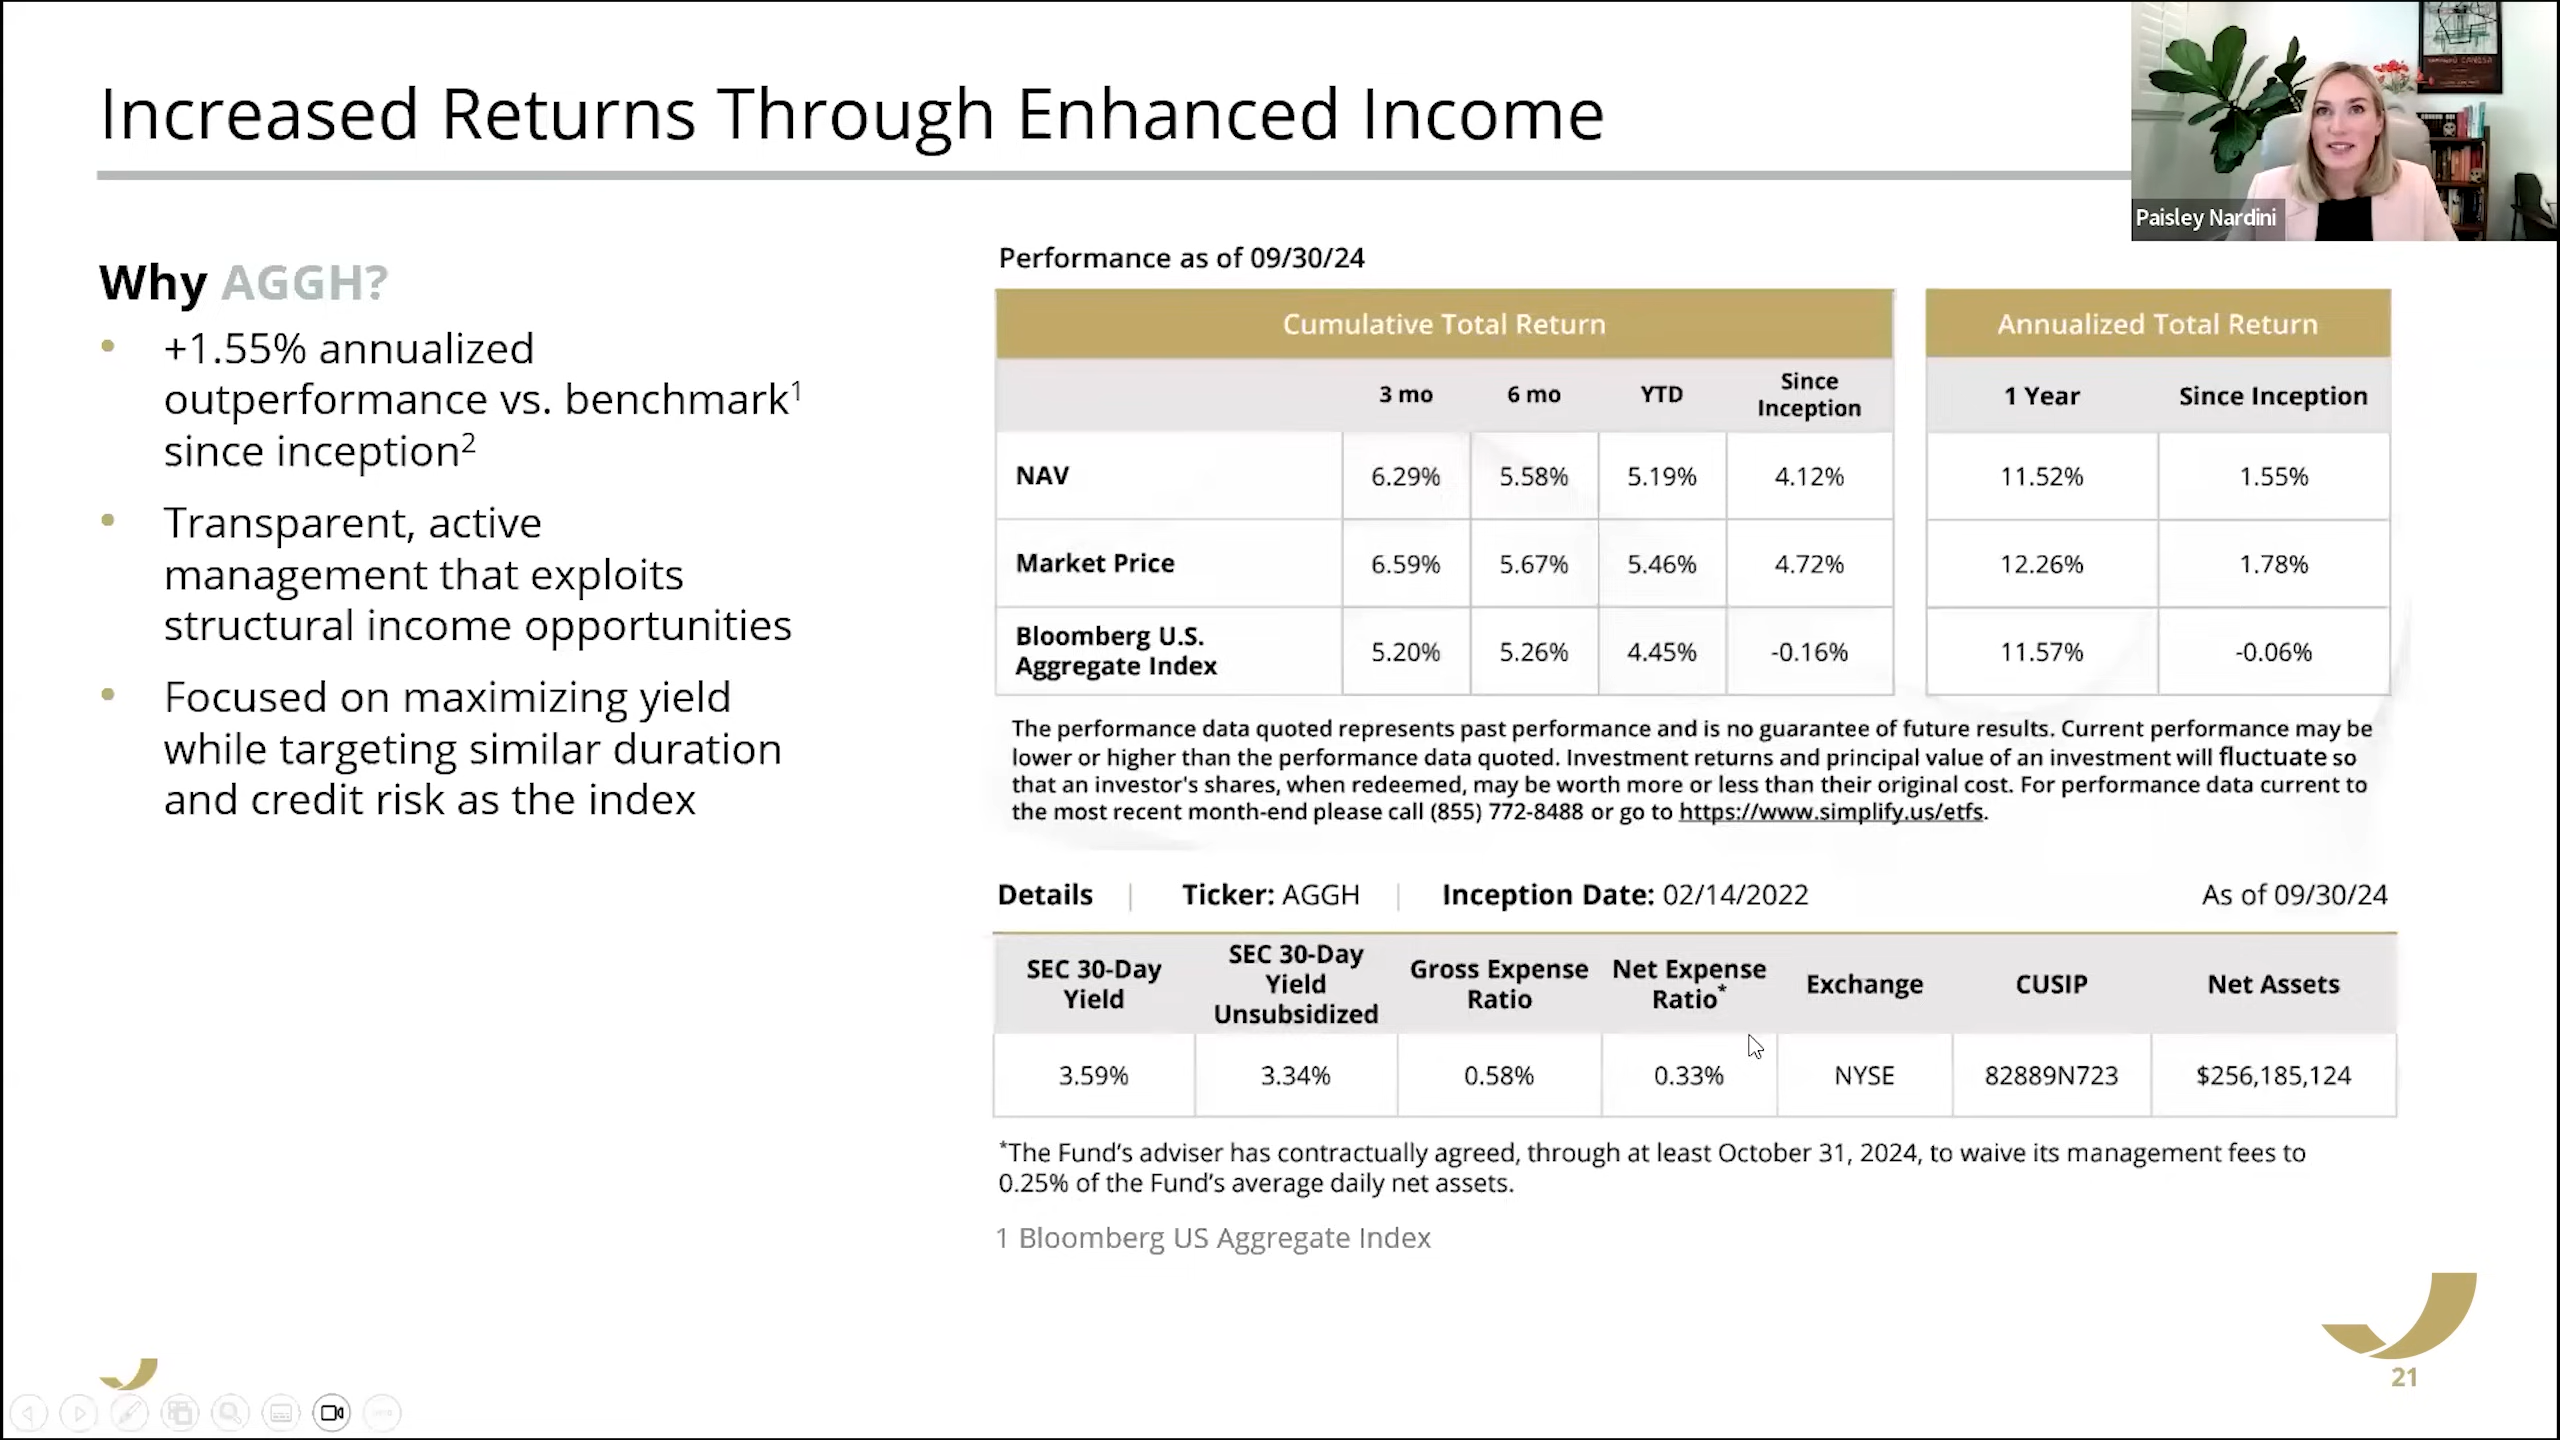 Increased Returns Through Enhanced Income
Paisley Nardini
Why AGGH?
• +1.55% annualized
outperformance vs. benchmark¹
since inception²
• Transparent, active
management that exploits
structural income opportunities
• Focused on maximizing yield
while targeting similar duration
and credit risk as the index
Performance as of 09/30/24
Cumulative Total Return
3 mo 6 mo YTD Since Inception
NAV 6.29% 5.58% 5.19% 4.12%
Market Price 6.59% 5.67% 5.46% 4.72%
Bloomberg U.S. Aggregate Index 5.20% 5.26% 4.45% -0.16%
Annualized Total Return
1 Year Since Inception
11.52% 1.55%
12.26% 1.78%
11.57% -0.06%
The performance data quoted represents past performance and is no guarantee of future results. Current performance may be
lower or higher than the performance data quoted. Investment returns and principal value of an investment will fluctuate so
that an investor's shares, when redeemed, may be worth more or less than their original cost. For performance data current to
the most recent month-end please call (855) 772-8488 or go to https://www.simplify.us/etfs.
Details | Ticker: AGGH | Inception Date: 02/14/2022 As of 09/30/24
SEC 30-Day Yield SEC 30-Day Yield Unsubsidized Gross Expense Ratio Net Expense Ratio* Exchange CUSIP Net Assets
3.59% 3.34% 0.58% 0.33% NYSE 82889N723 $256,185,124
*The Fund’s adviser has contractually agreed, through at least October 31, 2024, to waive its management fees to
0.25% of the Fund’s average daily net assets.
1 Bloomberg US Aggregate Index
21